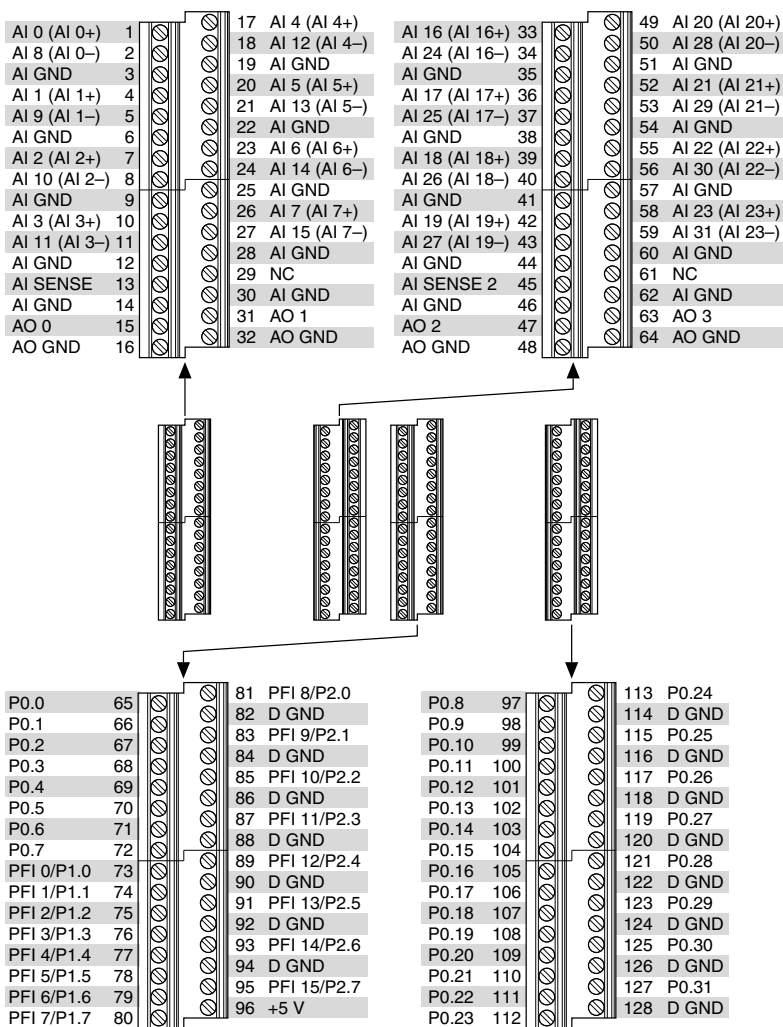 AI 0 (AI 0+) 1
AI 8 (AI 0–) 2
AI GND 3
AI 1 (AI 1+) 4
AI 9 (AI 1–) 5
AI GND 6
AI 2 (AI 2+) 7
AI 10 (AI 2–) 8
AI GND 9
AI 3 (AI 3+) 10
AI 11 (AI 3–) 11
AI GND 12
AI SENSE 13
AI GND 14
AO 0 15
AO GND 16
17 AI 4 (AI 4+)
18 AI 12 (AI 4–)
19 AI GND
20 AI 5 (AI 5+)
21 AI 13 (AI 5–)
22 AI GND
23 AI 6 (AI 6+)
24 AI 14 (AI 6–)
25 AI GND
26 AI 7 (AI 7+)
27 AI 15 (AI 7–)
28 AI GND
29 NC
30 AI GND
31 AO 1
32 AO GND
AI 16 (AI 16+) 33
AI 24 (AI 16–) 34
AI GND 35
AI 17 (AI 17+) 36
AI 25 (AI 17–) 37
AI GND 38
AI 18 (AI 18+) 39
AI 26 (AI 18–) 40
AI GND 41
AI 19 (AI 19+) 42
AI 27 (AI 19–) 43
AI GND 44
AI SENSE 2 45
AI GND 46
AO 2 47
AO GND 48
49 AI 20 (AI 20+)
50 AI 28 (AI 20–)
51 AI GND
52 AI 21 (AI 21+)
53 AI 29 (AI 21–)
54 AI GND
55 AI 22 (AI 22+)
56 AI 30 (AI 22–)
57 AI GND
58 AI 23 (AI 23+)
59 AI 31 (AI 23–)
60 AI GND
61 NC
62 AI GND
63 AO 3
64 AO GND
P0.0 65
P0.1 66
P0.2 67
P0.3 68
P0.4 69
P0.5 70
P0.6 71
P0.7 72
PFI 0/P1.0 73
PFI 1/P1.1 74
PFI 2/P1.2 75
PFI 3/P1.3 76
PFI 4/P1.4 77
PFI 5/P1.5 78
PFI 6/P1.6 79
PFI 7/P1.7 80
81 PFI 8/P2.0
82 D GND
83 PFI 9/P2.1
84 D GND
85 PFI 10/P2.2
86 D GND
87 PFI 11/P2.3
88 D GND
89 PFI 12/P2.4
90 D GND
91 PFI 13/P2.5
92 D GND
93 PFI 14/P2.6
94 D GND
95 PFI 15/P2.7
96 +5 V
P0.8 97
P0.9 98
P0.10 99
P0.11 100
P0.12 101
P0.13 102
P0.14 103
P0.15 104
P0.16 105
P0.17 106
P0.18 107
P0.19 108
P0.20 109
P0.21 110
P0.22 111
P0.23 112
113 P0.24
114 D GND
115 P0.25
116 D GND
117 P0.26
118 D GND
119 P0.27
120 D GND
121 P0.28
122 D GND
123 P0.29
124 D GND
125 P0.30
126 D GND
127 P0.31
128 D GND